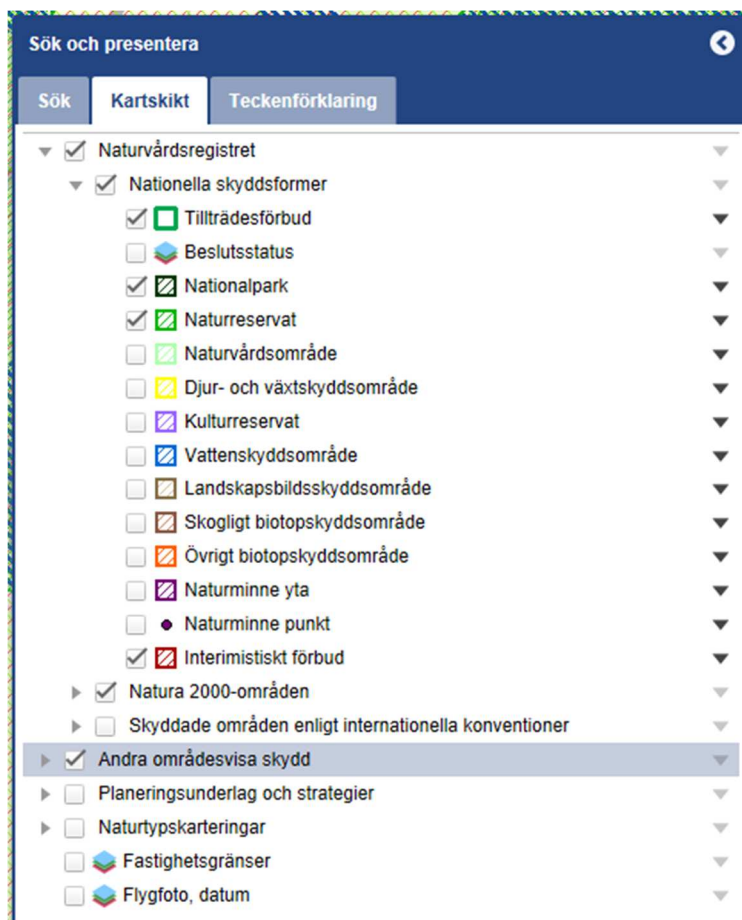 Sök och presentera
Sök Kartskikt Teckenförklaring
Naturvårdsregistret
Nationella skyddsformer
Tillträdesförbud
Beslutsstatus
Nationalpark
Naturreservat
Naturvårdsområde
Djur- och växtskyddsområde
Kulturreservat
Vattenskyddsområde
Landskapsbildsskyddsområde
Skogligt biotopskyddsområde
Övrigt biotopskyddsområde
Naturminne yta
Naturminne punkt
Interimistiskt förbud
Natura 2000-områden
Skyddade områden enligt internationella konventioner
Andra områdesvisa skydd
Planeringsunderlag och strategier
Naturtypskarteringar
Fastighetsgränser
Flygfoto, datum